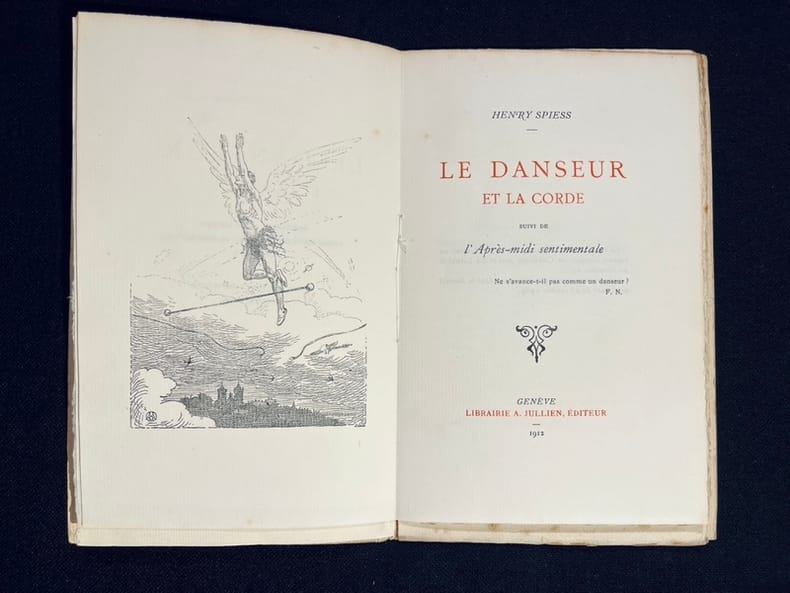 HENRY SPIESS
LE DANSEUR
ET LA CORDE
SUIVI DE
l'Après-midi sentimentale
Ne s'avance-t-il pas comme un danseur ?
F. N.
GENÈVE
LIBRAIRIE A. JULLIEN, ÉDITEUR
1912